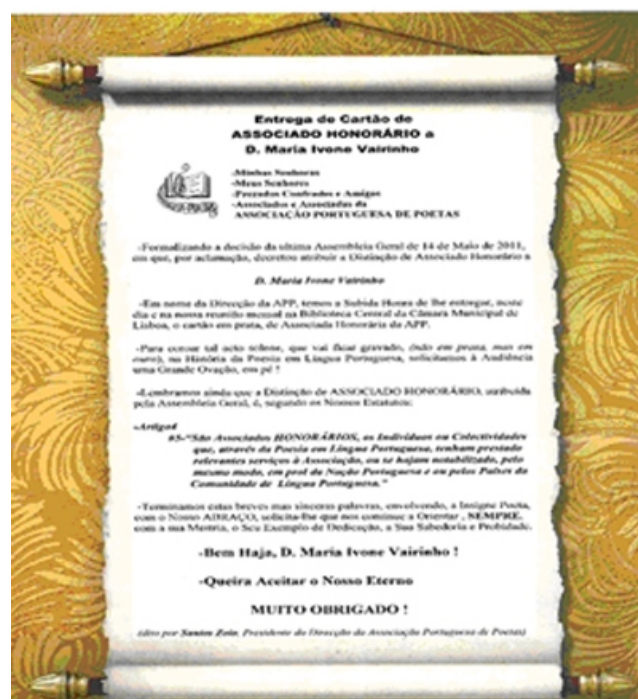 Entrega de Cartão de
ASSOCIADO HONORÁRIO a
D. Maria Ivone Vairinho
-Minhas Senhoras
-Meus Senhores
-Prezados Confrades e Amigos
-Associados e Associadas da
ASSOCIAÇÃO PORTUGUESA DE POETAS
-Formalizando a decisão da última Assembleia Geral de 14 de Maio de 2011,
em que, por aclamação, decretou atribuir a Distinção de Associado Honorário a
D. Maria Ivone Vairinho
-Em nome da Direcção da APP, temos a Subida Honra de lhe entregar, neste
dia e na nossa reunião mensal na Biblioteca Central da Câmara Municipal de
Lisboa, o cartão em prata, de Associada Honorária da APP.
-Para coroar tal acto solene, que vai ficar gravado, (não em prata, mas em
ouro), na História da Poesia em Língua Portuguesa, solicitamos à Audiência
uma Grande Ovação, em pé !
-Lembramos ainda que a Distinção de ASSOCIADO HONORÁRIO, atribuída
pela Assembleia Geral, é, segundo os Nossos Estatutos:
-Artigo4
#5-"São Associados HONORÁRIOS, os Indivíduos ou Colectividades
que, através da Poesia em Língua Portuguesa, tenham prestado
relevantes serviços à Associação, ou se hajam notabilizado, pelo
mesmo modo, em prol da Nação Portuguesa e ou pelos Países da
Comunidade de Língua Portuguesa."
-Terminamos estas breves mas sinceras palavras, envolvendo, a Insigne Poeta,
com o Nosso ABRAÇO, solicita-lhe que nos continue a Orientar , SEMPRE,
com a sua Mestria, o Seu Exemplo de Dedicação, a Sua Sabedoria e Probidade.
-Bem Haja, D. Maria Ivone Vairinho !
-Queira Aceitar o Nosso Eterno
MUITO OBRIGADO !
(dito por Santos Zoio, Presidente da Direcção da Associação Portuguesa de Poetas)